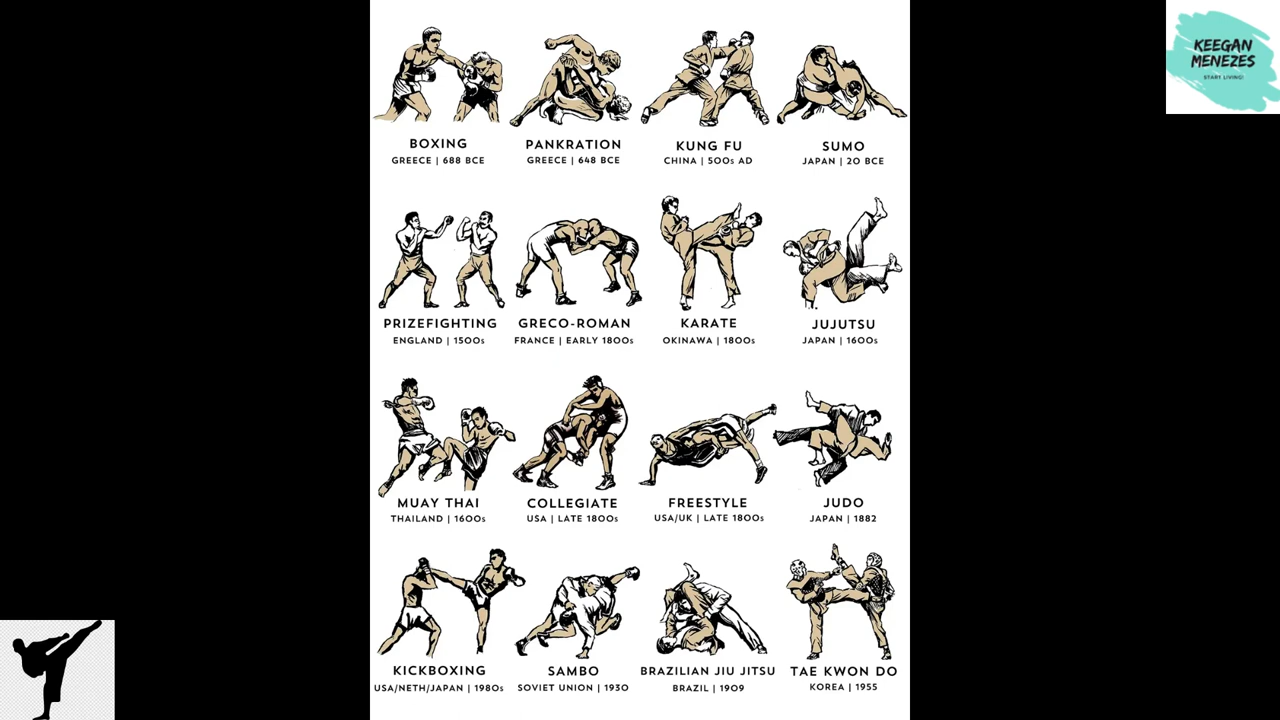 KEEGAN
MENEZES
START LIVING!
BOXING
GREECE | 688 BCE
PANKRATION
GREECE | 648 BCE
KUNG FU
CHINA | 500s AD
SUMO
JAPAN | 20 BCE
PRIZEFIGHTING
ENGLAND | 1500s
GRECO-ROMAN
FRANCE | EARLY 1800s
KARATE
OKINAWA | 1800s
JUJUTSU
JAPAN | 1600s
MUAY THAI
THAILAND | 1600s
COLLEGIATE
USA | LATE 1800s
FREESTYLE
USA/UK | LATE 1800s
JUDO
JAPAN | 1882
KICKBOXING
USA/NETH/JAPAN | 1980s
SAMBO
SOVIET UNION | 1930
BRAZILIAN JIU JITSU
BRAZIL | 1909
TAE KWON DO
KOREA | 1955